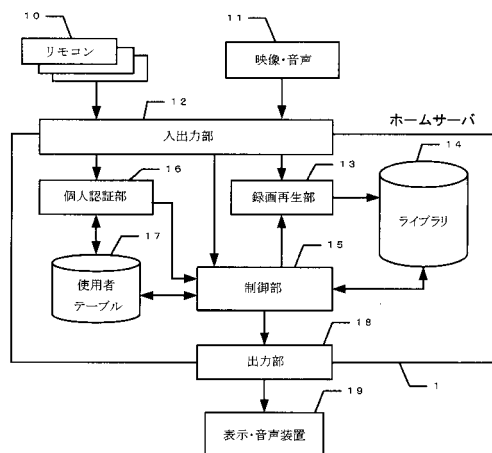 10
リモコン
11
映像・音声
12
入出力部
ホームサーバ
16
個人認証部
13
録画再生部
14
ライブラリ
17
使用者
テーブル
15
制御部
18
出力部
1
19
表示・音声装置